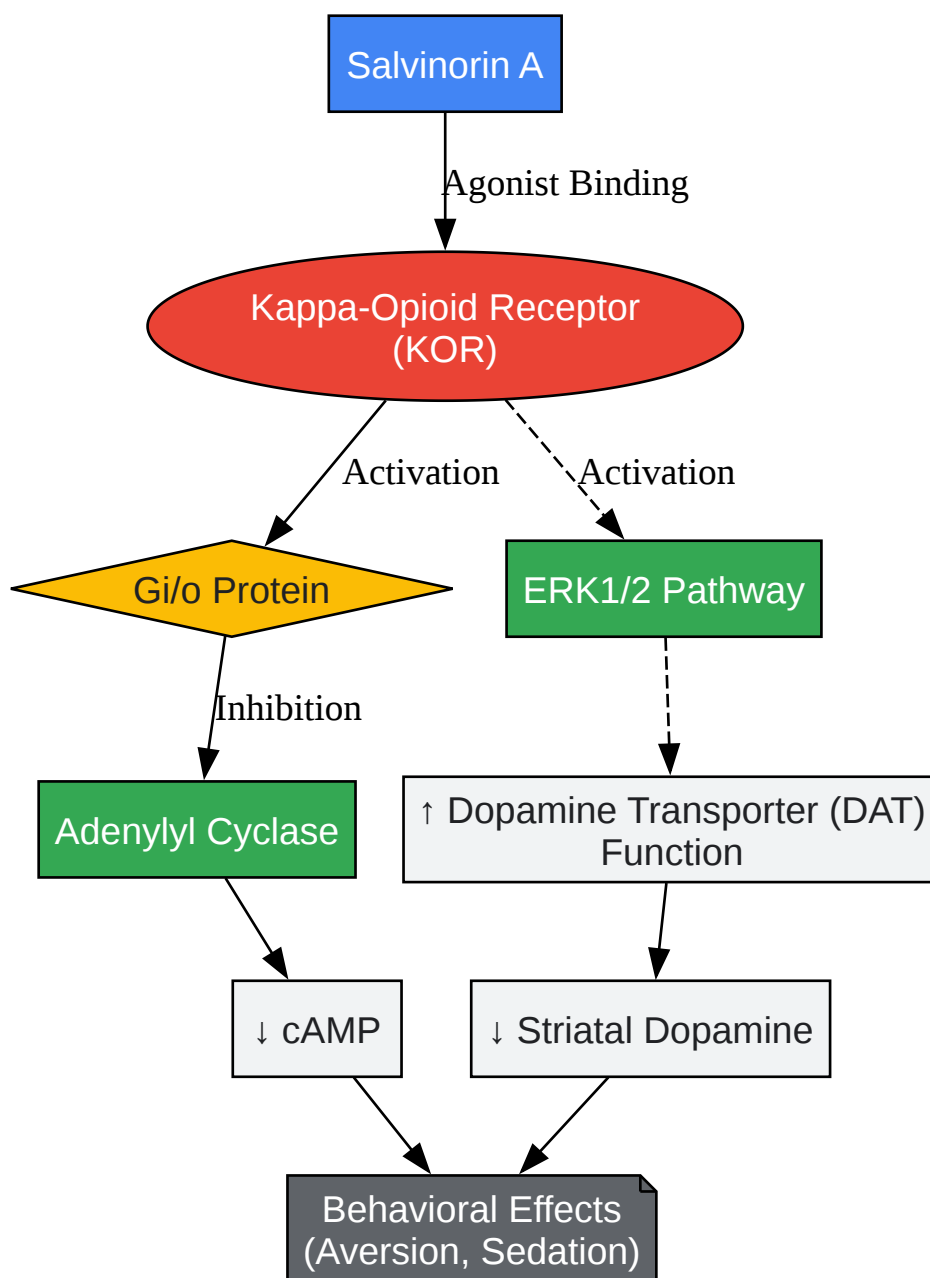 Salvinorin A
Agonist Binding
Kappa-Opioid Receptor
(KOR)
Activation
Activation
Gi/o Protein
ERK1/2 Pathway
Inhibition
Adenylyl Cyclase
↑ Dopamine Transporter (DAT)
Function
↓ cAMP
↓ Striatal Dopamine
Behavioral Effects
(Aversion, Sedation)